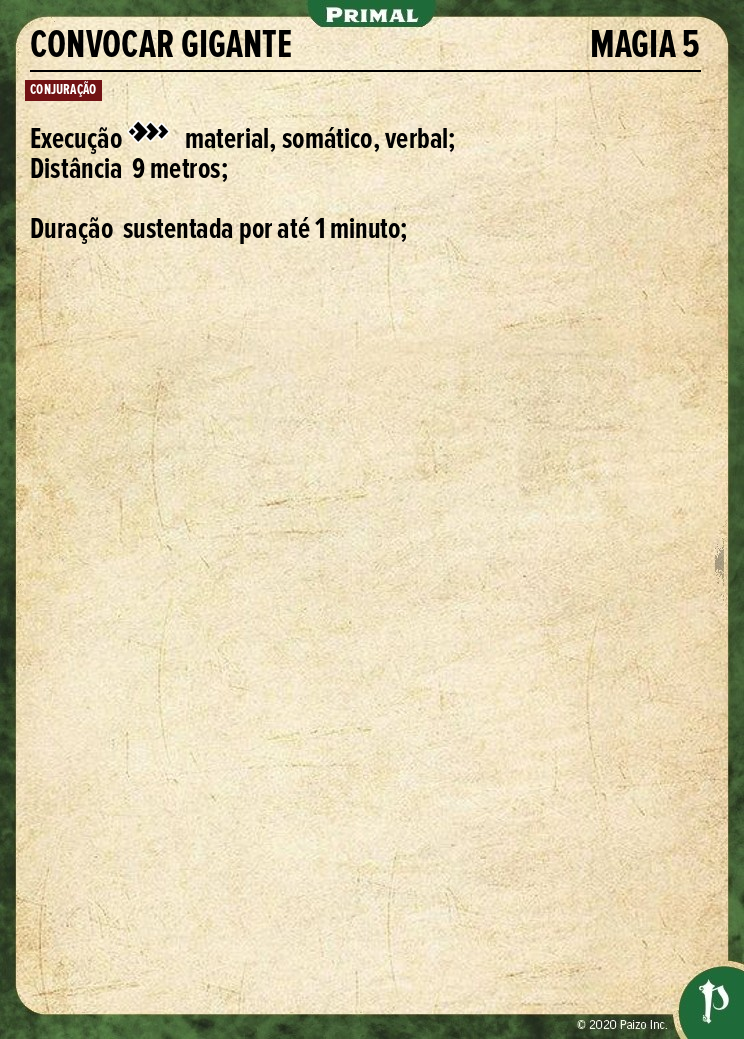 PRIMAL
CONVOCAR GIGANTE MAGIA 5
CONJURAÇÃO
Execução material, somático, verbal;
Distância 9 metros;
Duração sustentada por até 1 minuto;
© 2020 Paizo Inc.